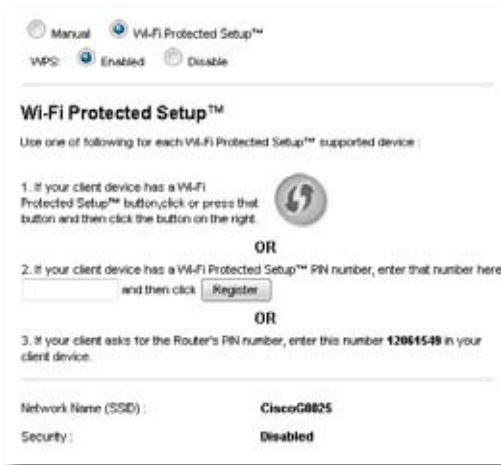 Manual Wi-Fi Protected Setup™
WPS: Enabled Disable
Wi-Fi Protected Setup™
Use one of following for each Wi-Fi Protected Setup™ supported device :
1. If your client device has a Wi-Fi
Protected Setup™ button,click or press that
button and then click the button on the right.
OR
2. If your client device has a Wi-Fi Protected Setup™ PIN number, enter that number here
and then click Register
OR
3. If your client asks for the Router's PIN number, enter this number 12061549 in your
client device.
Network Name (SSID) : CiscoG0025
Security : Disabled